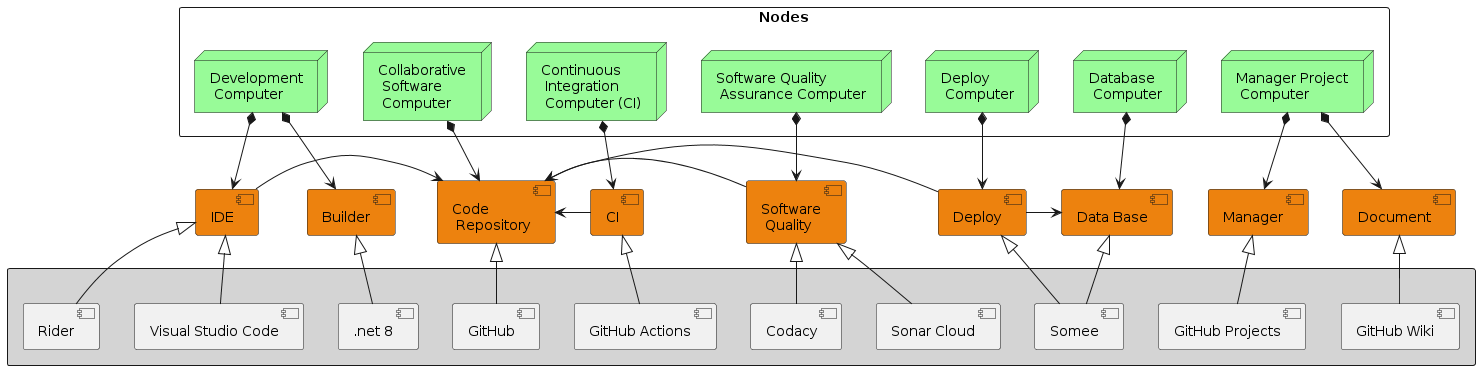 Nodes
Development
Computer
Collaborative
Software
Computer
Continuous
Integration
Computer (CI)
Software Quality
Assurance Computer
Deploy
Computer
Database
Computer
Manager Project
Computer
IDE
Builder
Code
Repository
CI
Software
Quality
Deploy
Data Base
Manager
Document
Rider
Visual Studio Code
.net 8
GitHub
GitHub Actions
Codacy
Sonar Cloud
Somee
GitHub Projects
GitHub Wiki